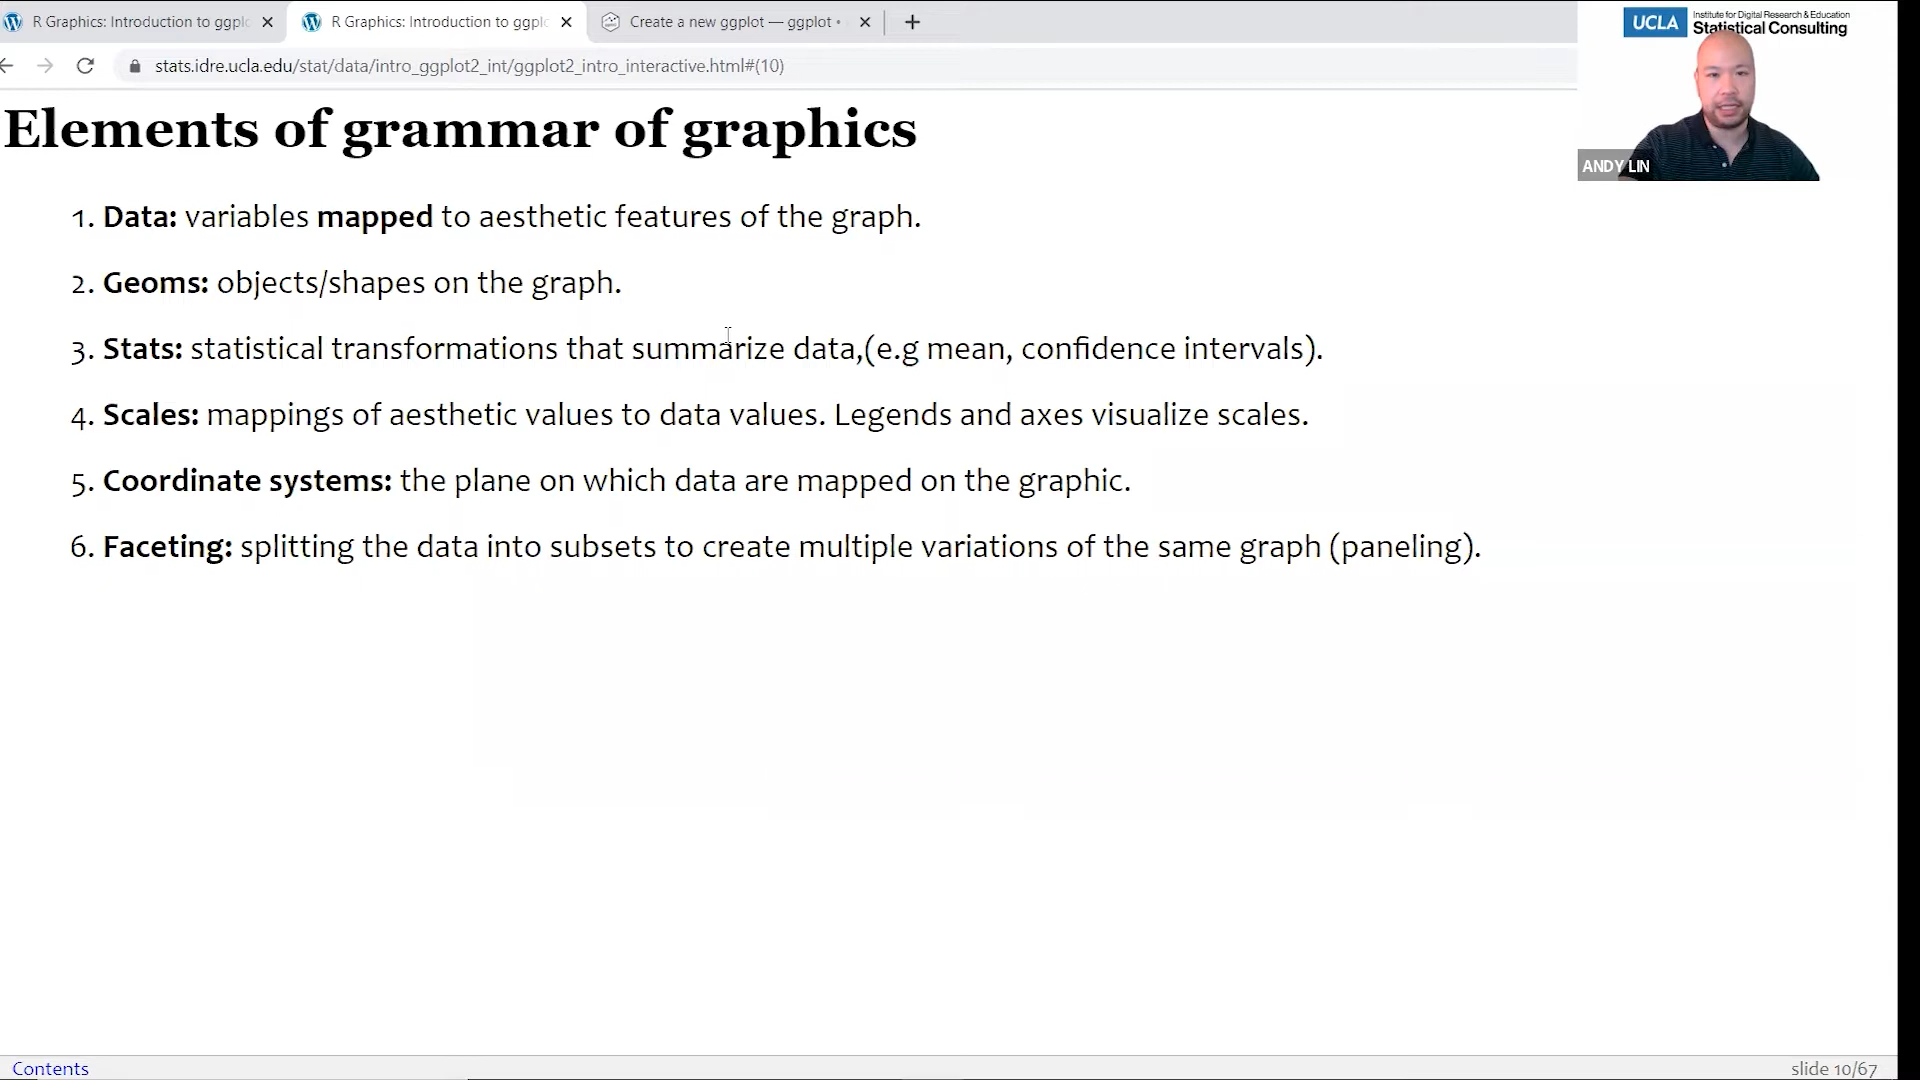 R Graphics: Introduction to ggplo
R Graphics: Introduction to ggplo
Create a new ggplot — ggplot •
stats.idre.ucla.edu/stat/data/intro_ggplot2_int/ggplot2_intro_interactive.html#(10)
UCLA Institute for Digital Research & Education
Statistical Consulting
ANDY LIN
Elements of grammar of graphics
1. Data: variables mapped to aesthetic features of the graph.
2. Geoms: objects/shapes on the graph.
3. Stats: statistical transformations that summarize data,(e.g mean, confidence intervals).
4. Scales: mappings of aesthetic values to data values. Legends and axes visualize scales.
5. Coordinate systems: the plane on which data are mapped on the graphic.
6. Faceting: splitting the data into subsets to create multiple variations of the same graph (paneling).
Contents
slide 10/67